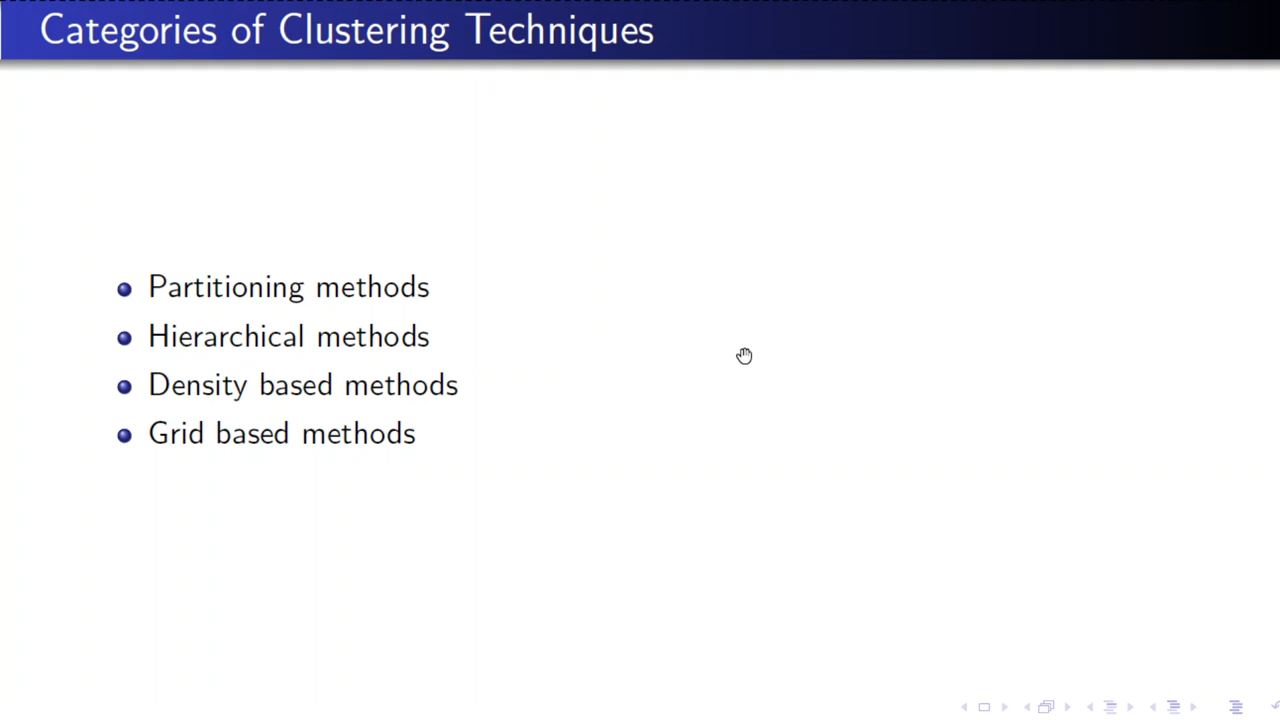 Categories of Clustering Techniques
Partitioning methods
Hierarchical methods
Density based methods
Grid based methods